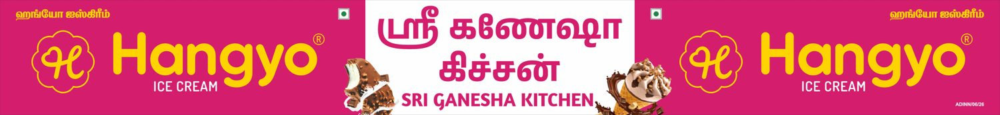 ஹங்யோ ஐஸ்கிரீம்
H Hangyo®
ICE CREAM
ஸ்ரீ கணேஷா
கிச்சன்
SRI GANESHA KITCHEN
ஹங்யோ ஐஸ்கிரீம்
H Hangyo®
ICE CREAM
ADINN/06/26